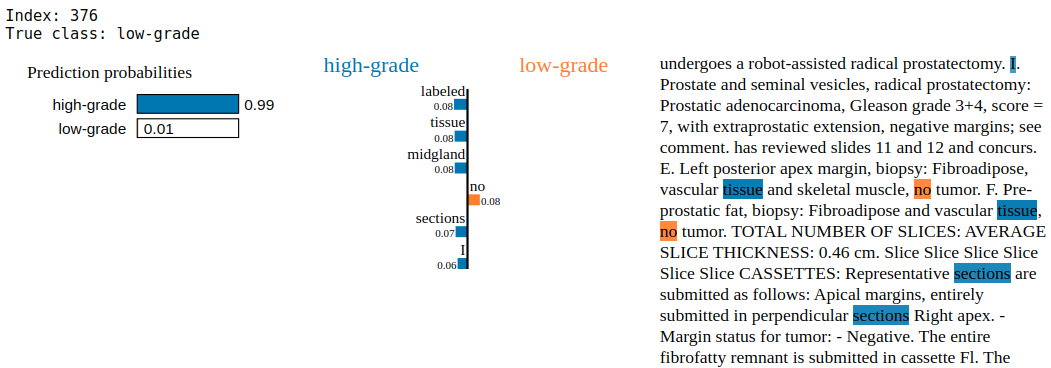 Index: 376
True class: low-grade
Prediction probabilities
high-grade 0.99
low-grade 0.01
high-grade low-grade
labeled
0.08
tissue
0.08
midgland
0.08
no
0.08
sections
0.07
I
0.06
undergoes a robot-assisted radical prostatectomy. I.
Prostate and seminal vesicles, radical prostatectomy:
Prostatic adenocarcinoma, Gleason grade 3+4, score =
7, with extraprostatic extension, negative margins; see
comment. has reviewed slides 11 and 12 and concurs.
E. Left posterior apex margin, biopsy: Fibroadipose,
vascular tissue and skeletal muscle, no tumor. F. Pre-
prostatic fat, biopsy: Fibroadipose and vascular tissue,
no tumor. TOTAL NUMBER OF SLICES: AVERAGE
SLICE THICKNESS: 0.46 cm. Slice Slice Slice Slice
Slice Slice CASSETTES: Representative sections are
submitted as follows: Apical margins, entirely
submitted in perpendicular sections Right apex. -
Margin status for tumor: - Negative. The entire
fibrofatty remnant is submitted in cassette Fl. The